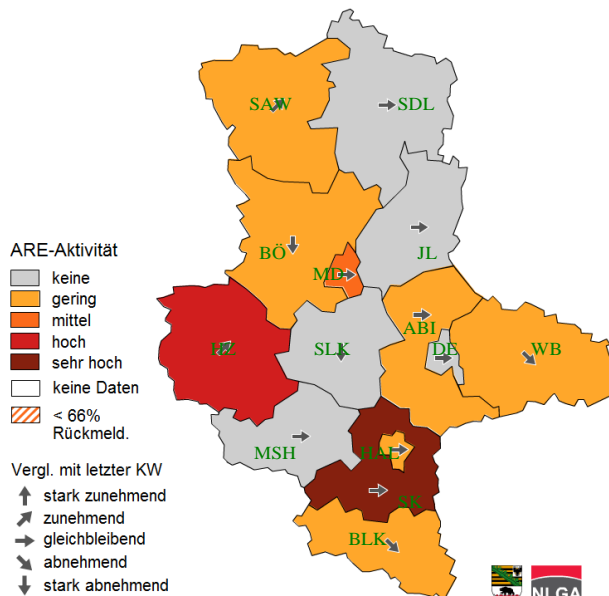 SAW
SDL
BÖ
JL
MD
ARE-Aktivität
keine
gering
mittel
hoch
sehr hoch
keine Daten
< 66%
Rückmeld.
HZ
SLK
ABI
DE
WB
MSH
HAL
SK
BLK
Vergl. mit letzter KW
stark zunehmend
zunehmend
gleichbleibend
abnehmend
stark abnehmend
NLGA